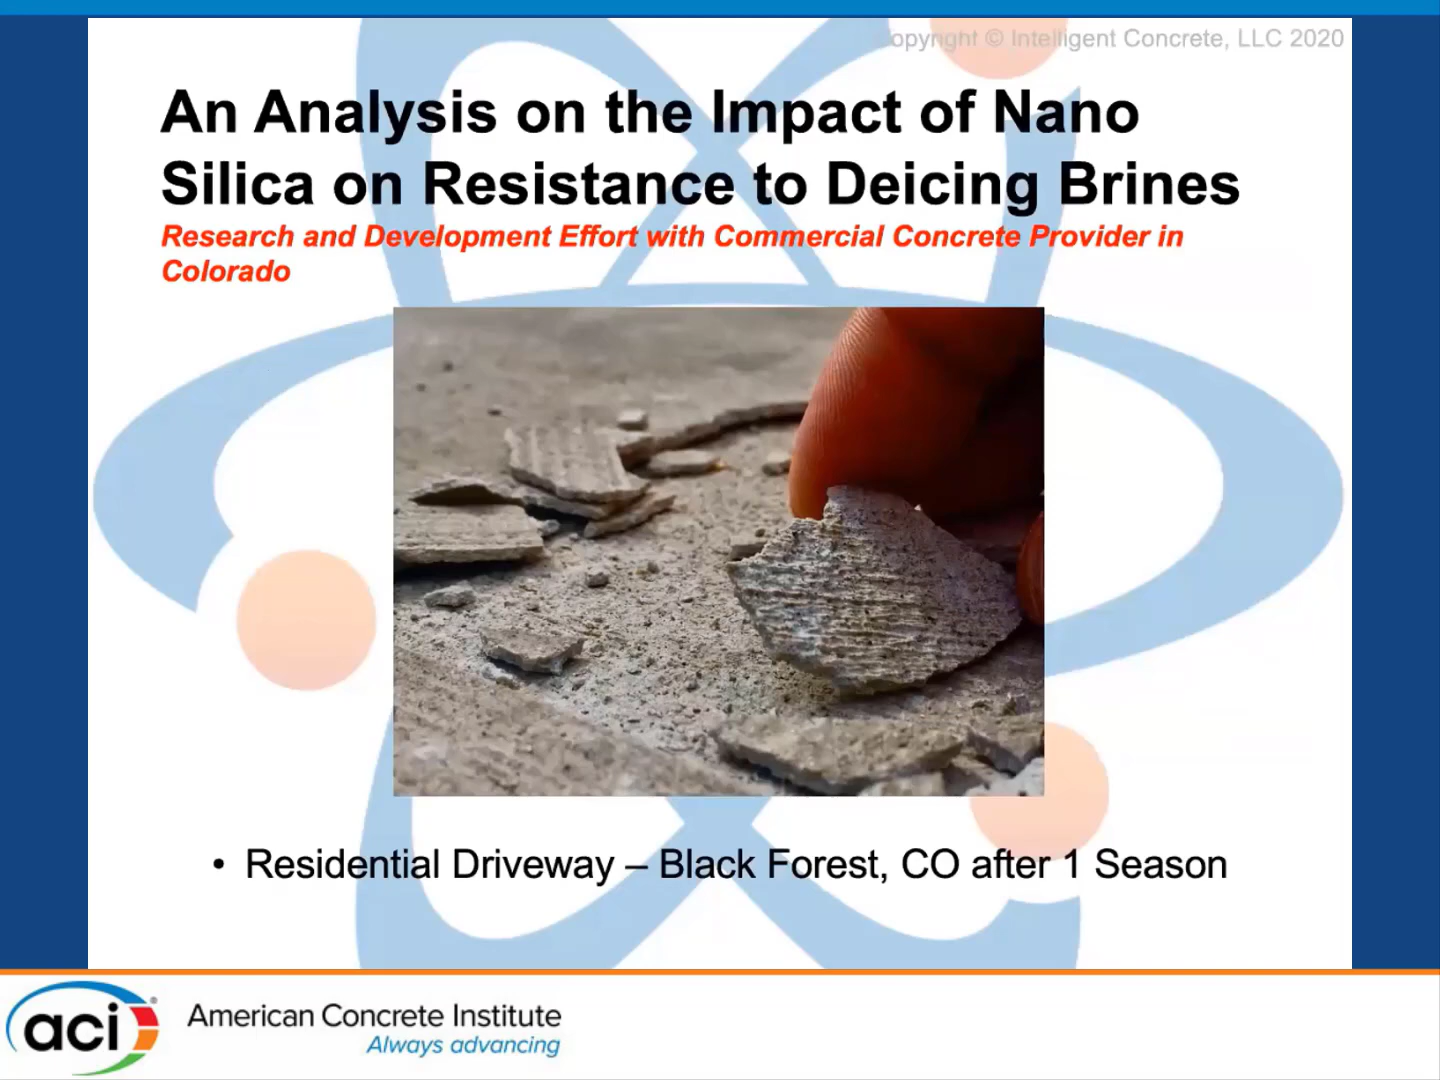 opyright © Intelligent Concrete, LLC 2020
An Analysis on the Impact of Nano
Silica on Resistance to Deicing Brines
Research and Development Effort with Commercial Concrete Provider in
Colorado
• Residential Driveway – Black Forest, CO after 1 Season
aci®
American Concrete Institute
Always advancing